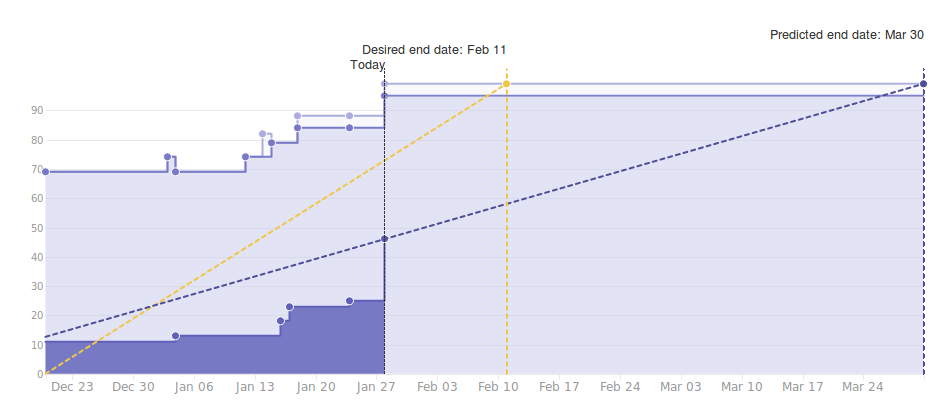 Predicted end date: Mar 30
Desired end date: Feb 11
Today
90
80
70
60
50
40
30
20
10
0
Dec 23 Dec 30 Jan 06 Jan 13 Jan 20 Jan 27 Feb 03 Feb 10 Feb 17 Feb 24 Mar 03 Mar 10 Mar 17 Mar 24